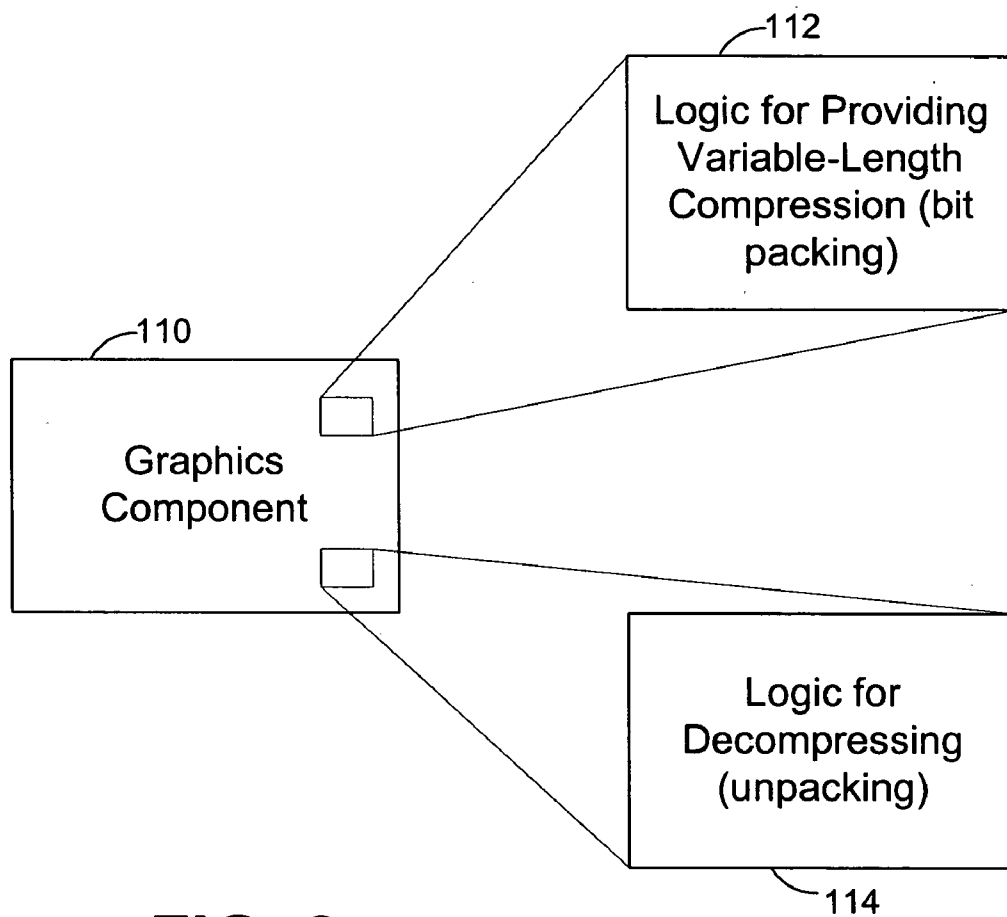 112
Logic for Providing
Variable-Length
Compression (bit
packing)
110
Graphics
Component
Logic for
Decompressing
(unpacking)
114